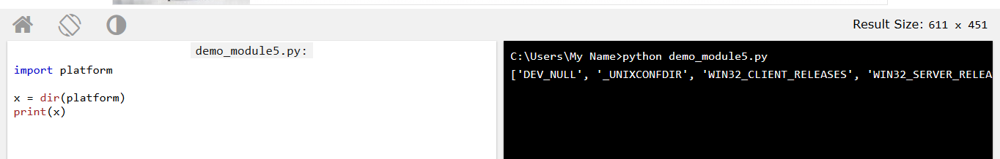 Result Size: 611 x 451
demo_module5.py:
import platform
x = dir(platform)
print(x)
C:\Users\My Name>python demo_module5.py
['DEV_NULL', '_UNIXCONFDIR', 'WIN32_CLIENT_RELEASES', 'WIN32_SERVER_RELEA